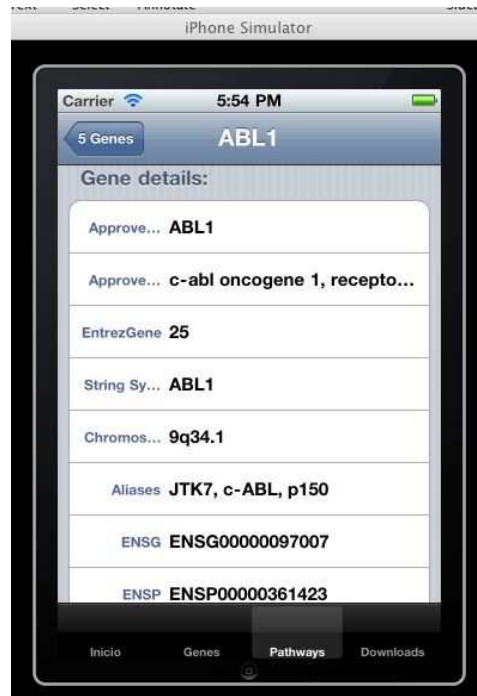 iPhone Simulator
Carrier 5:54 PM
5 Genes ABL1
Gene details:
Approve... ABL1
Approve... c-abl oncogene 1, recepto...
EntrezGene 25
String Sy... ABL1
Chromos... 9q34.1
Aliases JTK7, c-ABL, p150
ENSG ENSG00000097007
ENSP ENSP00000361423
Inicio Genes Pathways Downloads